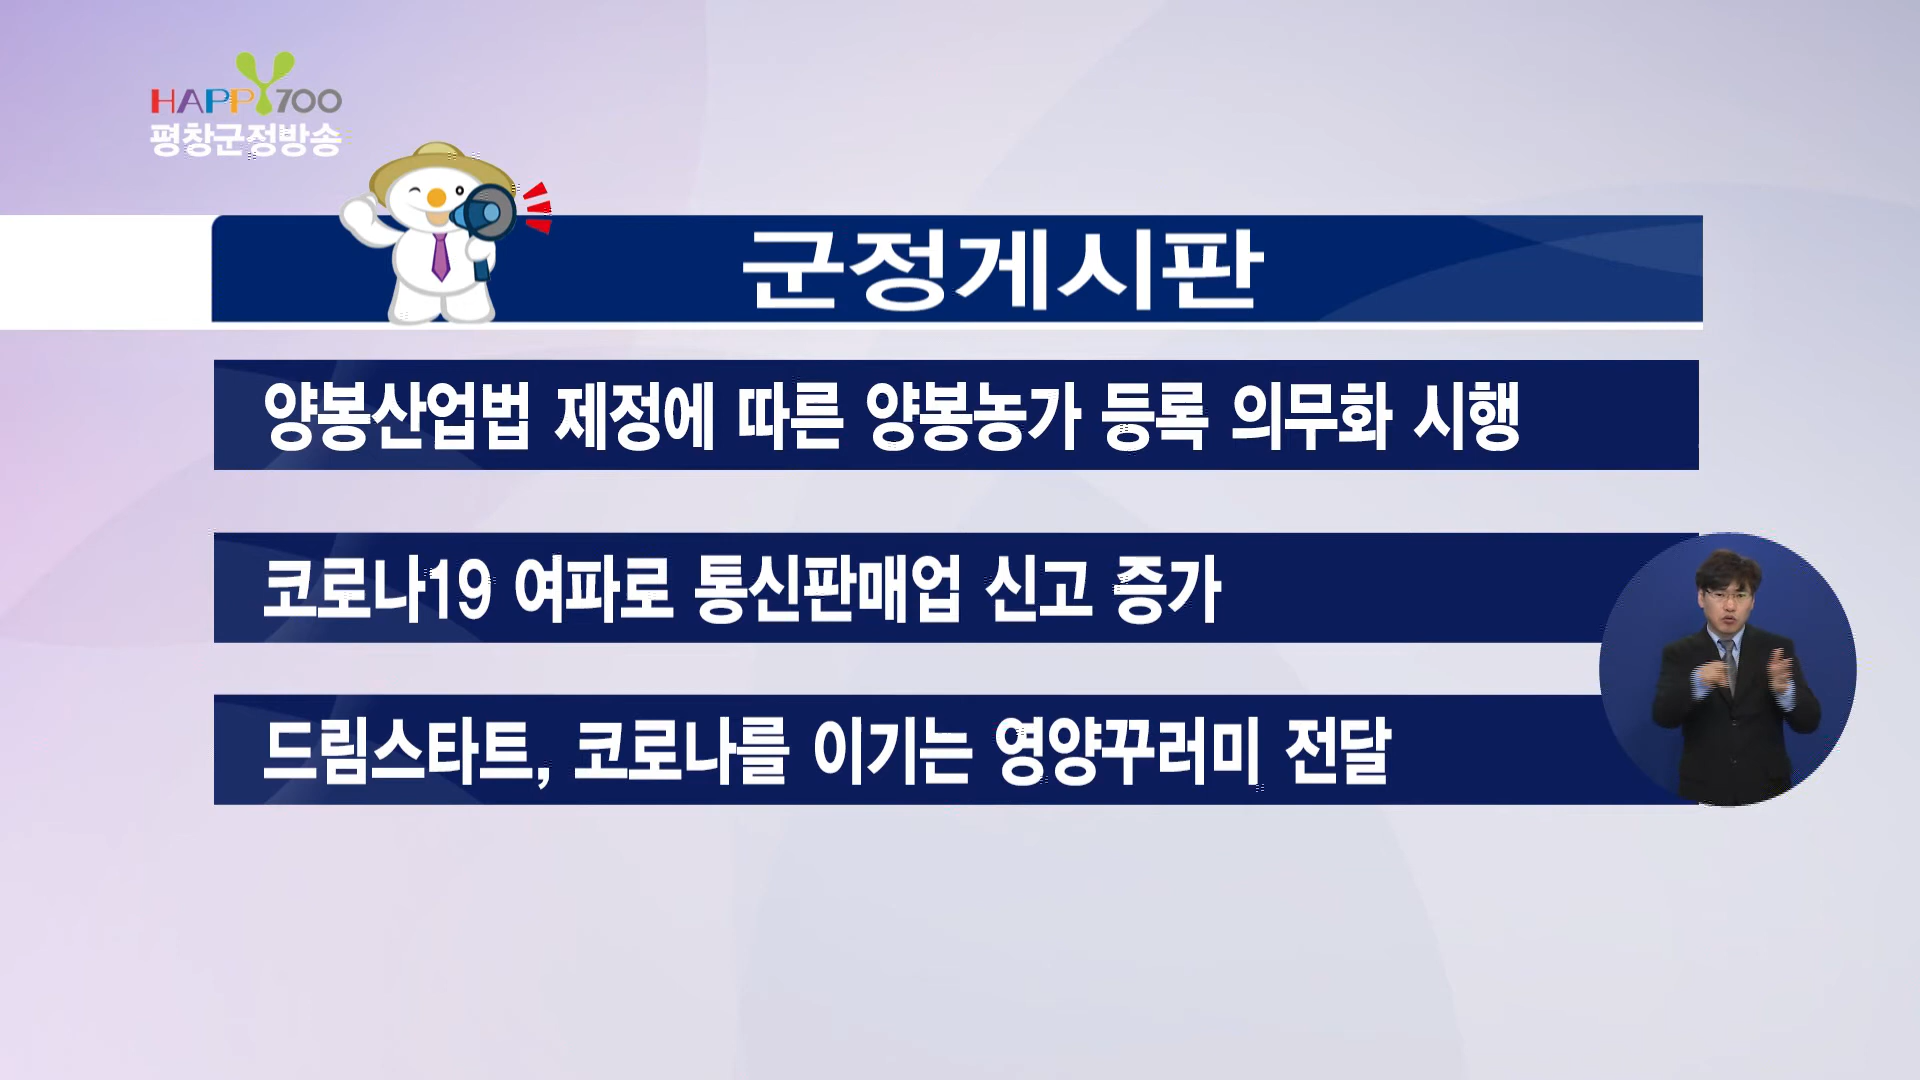 HAPPY700
평창군정방송
군정게시판
양봉산업법 제정에 따른 양봉농가 등록 의무화 시행
코로나19 여파로 통신판매업 신고 증가
드림스타트, 코로나를 이기는 영양꾸러미 전달